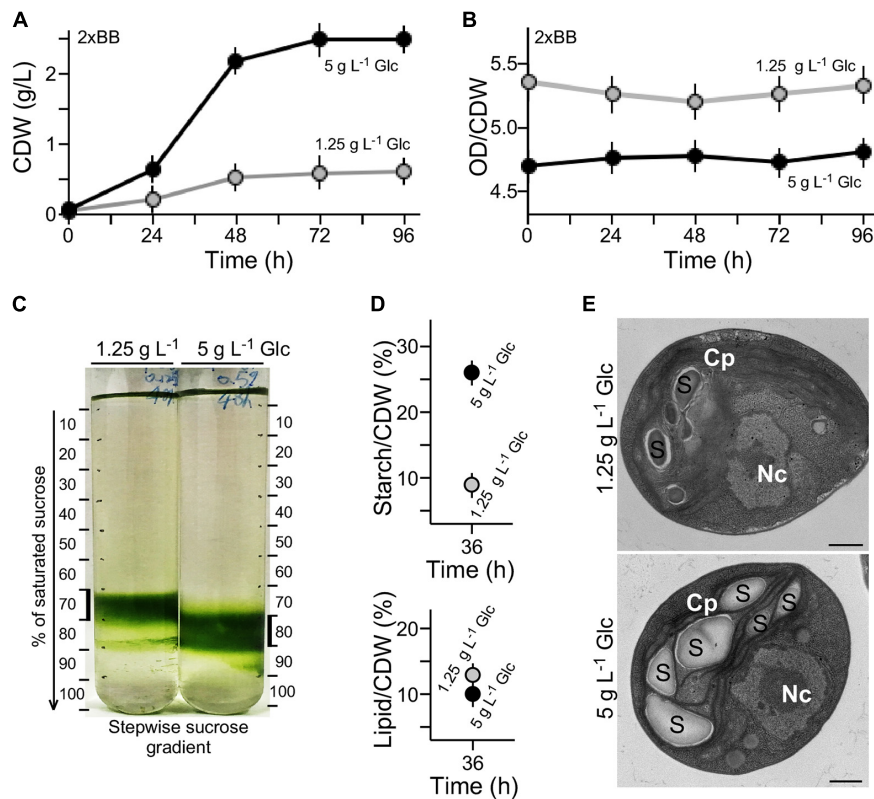 A
2xBB
CDW (g/L)
2
1
0
5 g L-1 Glc
1.25 g L-1 Glc
0 24 48 72 96
Time (h)
B
2xBB
OD/CDW
5.5
5.0
4.5
1.25 g L-1 Glc
5 g L-1 Glc
0 24 48 72 96
Time (h)
C
1.25 g L-1 5 g L-1 Glc
% of saturated sucrose
10 10
20 20
30 30
40 40
50 50
60 60
70 70
80 80
90 90
100 100
Stepwise sucrose
gradient
D
Starch/CDW (%)
30
20
10
5 g L-1 Glc
1.25 g L-1 Glc
36
Time (h)
Lipid/CDW (%)
20
10
1.25 g L-1 Glc
5 g L-1 Glc
36
Time (h)
E
1.25 g L-1 Glc
Cp
S
S
Nc
5 g L-1 Glc
Cp
S
S
S
S
S
S
Nc